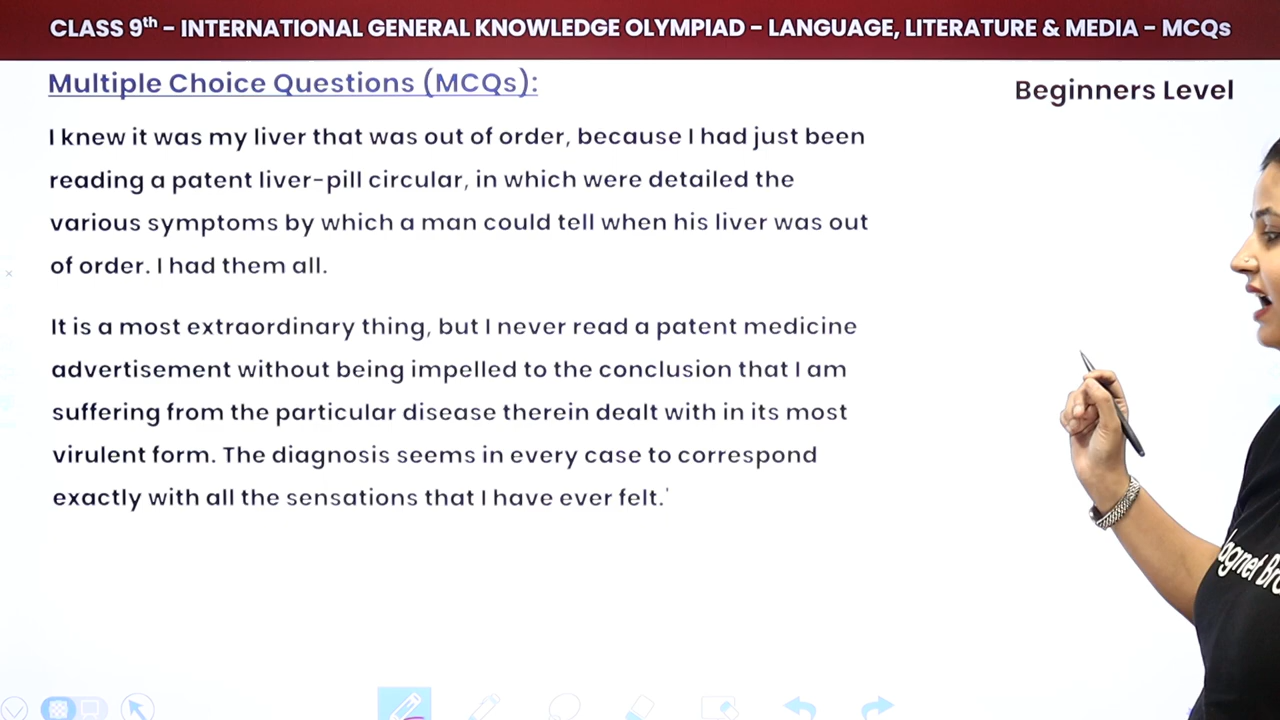 CLASS 9th - INTERNATIONAL GENERAL KNOWLEDGE OLYMPIAD - LANGUAGE, LITERATURE & MEDIA - MCQs
Multiple Choice Questions (MCQs):
Beginners Level
I knew it was my liver that was out of order, because I had just been
reading a patent liver-pill circular, in which were detailed the
various symptoms by which a man could tell when his liver was out
of order. I had them all.
It is a most extraordinary thing, but I never read a patent medicine
advertisement without being impelled to the conclusion that I am
suffering from the particular disease therein dealt with in its most
virulent form. The diagnosis seems in every case to correspond
exactly with all the sensations that I have ever felt.'